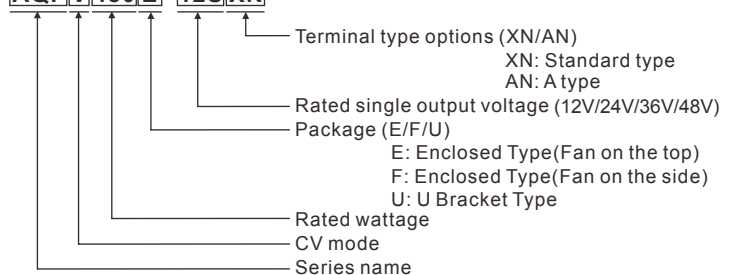 Terminal type options (XN/AN)
XN: Standard type
AN: A type
Rated single output voltage (12V/24V/36V/48V)
Package (E/F/U)
E: Enclosed Type(Fan on the top)
F: Enclosed Type(Fan on the side)
U: U Bracket Type
Rated wattage
CV mode
Series name